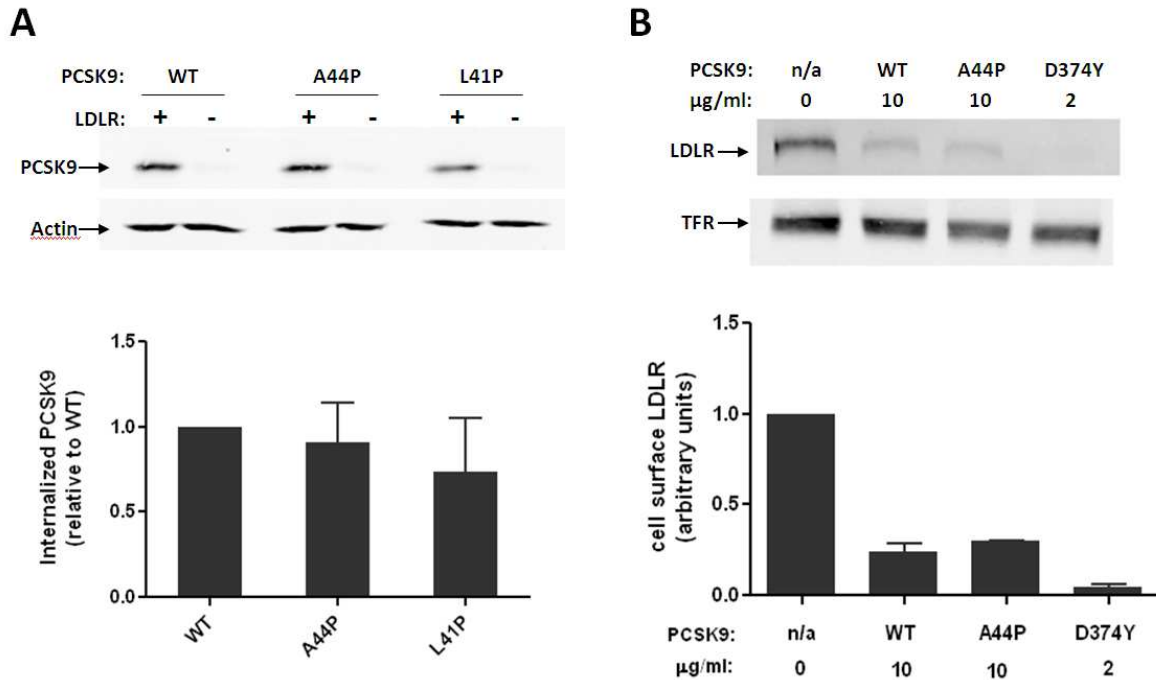 A
PCSK9: WT A44P L41P
LDLR: + - + - + -
PCSK9
Actin
1.5
1.0
0.5
0.0
Internalized PCSK9
(relative to WT)
WT A44P L41P
B
PCSK9: n/a WT A44P D374Y
µg/ml: 0 10 10 2
LDLR
TFR
1.5
1.0
0.5
0.0
cell surface LDLR
(arbitrary units)
PCSK9: n/a WT A44P D374Y
µg/ml: 0 10 10 2